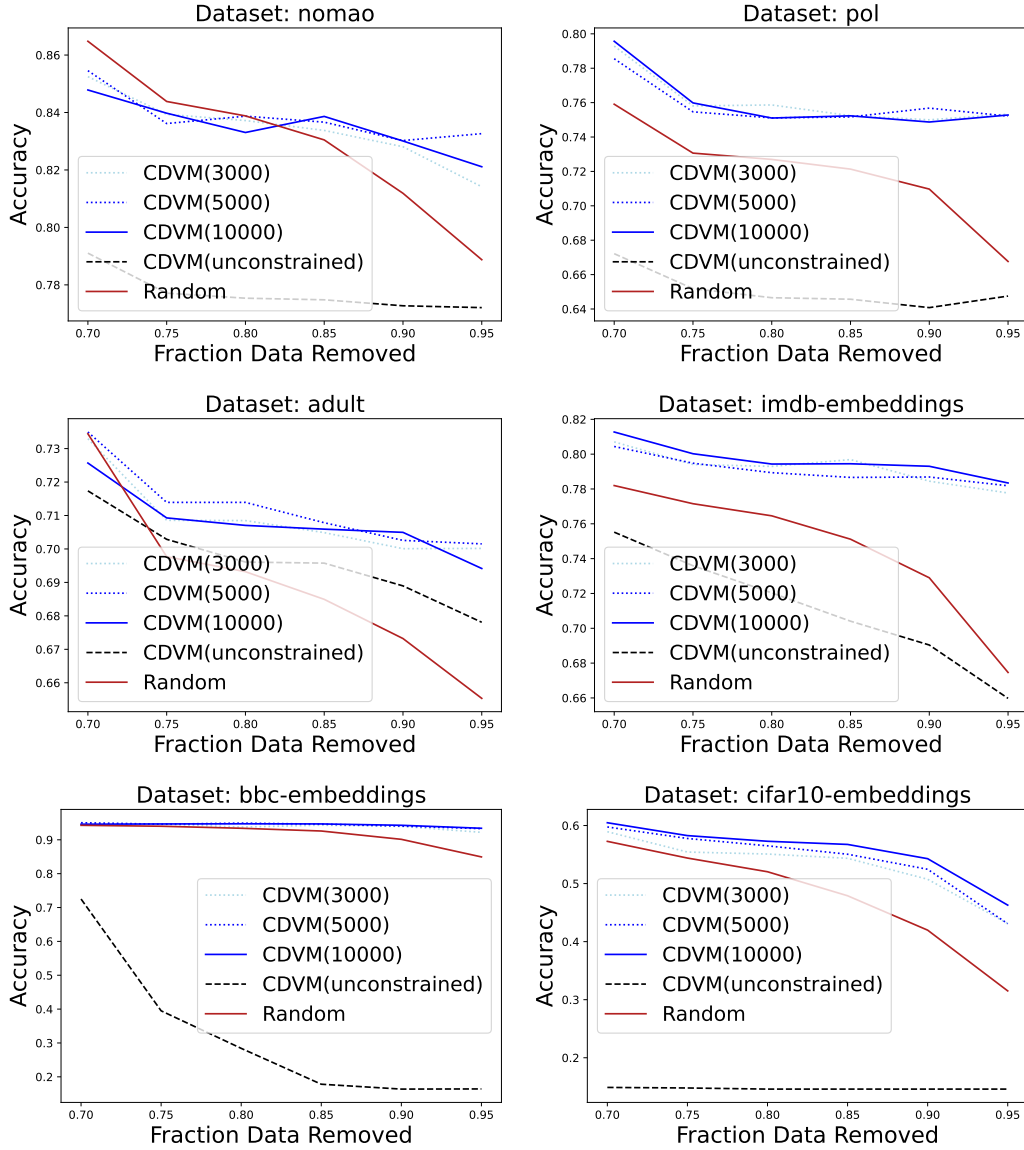 Dataset: nomao
Accuracy
0.86
0.84
0.82
0.80
0.78
CDVM(3000)
CDVM(5000)
CDVM(10000)
CDVM(unconstrained)
Random
0.70 0.75 0.80 0.85 0.90 0.95
Fraction Data Removed
Dataset: pol
Accuracy
0.80
0.78
0.76
0.74
0.72
0.70
0.68
0.66
0.64
CDVM(3000)
CDVM(5000)
CDVM(10000)
CDVM(unconstrained)
Random
0.70 0.75 0.80 0.85 0.90 0.95
Fraction Data Removed
Dataset: adult
Accuracy
0.73
0.72
0.71
0.70
0.69
0.68
0.67
0.66
CDVM(3000)
CDVM(5000)
CDVM(10000)
CDVM(unconstrained)
Random
0.70 0.75 0.80 0.85 0.90 0.95
Fraction Data Removed
Dataset: imdb-embeddings
Accuracy
0.82
0.80
0.78
0.76
0.74
0.72
0.70
0.68
0.66
CDVM(3000)
CDVM(5000)
CDVM(10000)
CDVM(unconstrained)
Random
0.70 0.75 0.80 0.85 0.90 0.95
Fraction Data Removed
Dataset: bbc-embeddings
Accuracy
0.9
0.8
0.7
0.6
0.5
0.4
0.3
0.2
CDVM(3000)
CDVM(5000)
CDVM(10000)
CDVM(unconstrained)
Random
0.70 0.75 0.80 0.85 0.90 0.95
Fraction Data Removed
Dataset: cifar10-embeddings
Accuracy
0.6
0.5
0.4
0.3
0.2
CDVM(3000)
CDVM(5000)
CDVM(10000)
CDVM(unconstrained)
Random
0.70 0.75 0.80 0.85 0.90 0.95
Fraction Data Removed